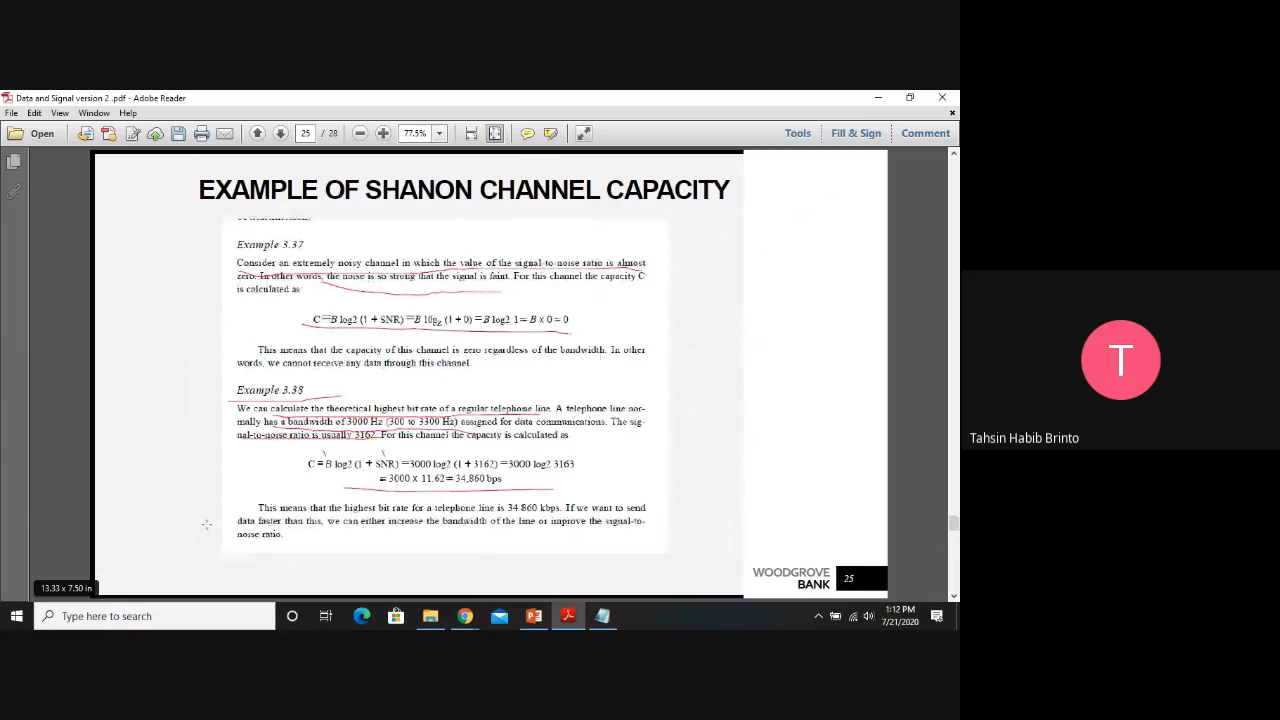 Data and Signal version 2 .pdf - Adobe Reader
File Edit View Window Help
Open 25 / 28 77.5% Tools Fill & Sign Comment
EXAMPLE OF SHANON CHANNEL CAPACITY
Example 3.37
Consider an extremely noisy channel in which the value of the signal-to-noise ratio is almost
zero. In other words, the noise is so strong that the signal is faint. For this channel the capacity C
is calculated as
C = B log2 (1 + SNR) = B log2 (1 + 0) = B log2 1 = B x 0 = 0
This means that the capacity of this channel is zero regardless of the bandwidth. In other
words, we cannot receive any data through this channel.
Example 3.38
We can calculate the theoretical highest bit rate of a regular telephone line. A telephone line nor-
mally has a bandwidth of 3000 Hz (300 to 3300 Hz) assigned for data communications. The sig-
nal-to-noise ratio is usually 3162. For this channel the capacity is calculated as
C = B log2 (1 + SNR) = 3000 log2 (1 + 3162) = 3000 log2 3163
= 3000 x 11.62 = 34,860 bps
This means that the highest bit rate for a telephone line is 34.860 kbps. If we want to send
data faster than this, we can either increase the bandwidth of the line or improve the signal-to-
noise ratio.
WOODGROVE
BANK
25
13.33 x 7.50 in
Type here to search
1:12 PM
7/21/2020
T
Tahsin Habib Brinto